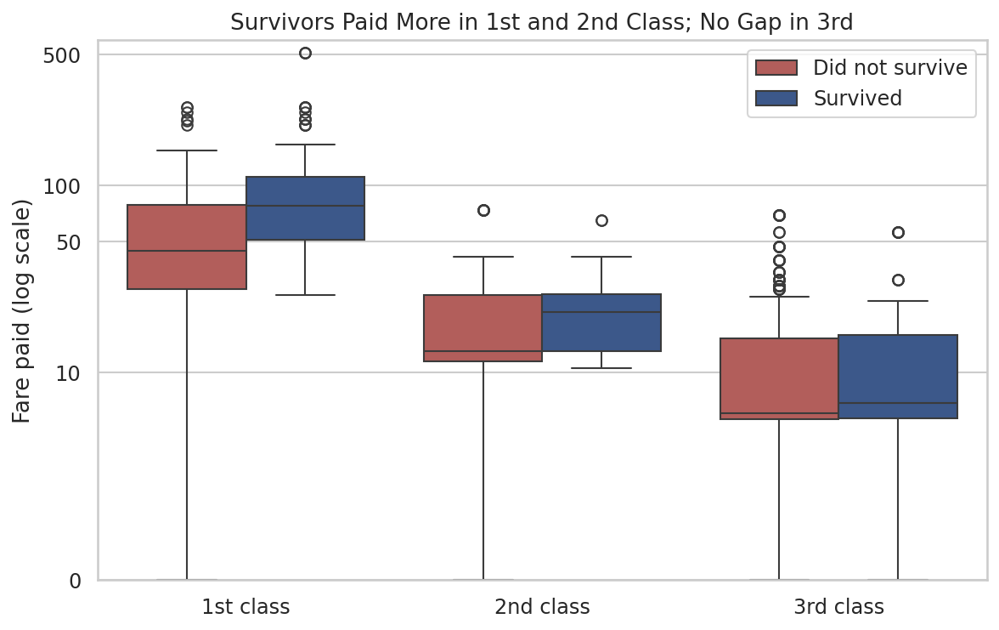 Survivors Paid More in 1st and 2nd Class; No Gap in 3rd
Did not survive
Survived
Fare paid (log scale)
500
100
50
10
0
1st class
2nd class
3rd class